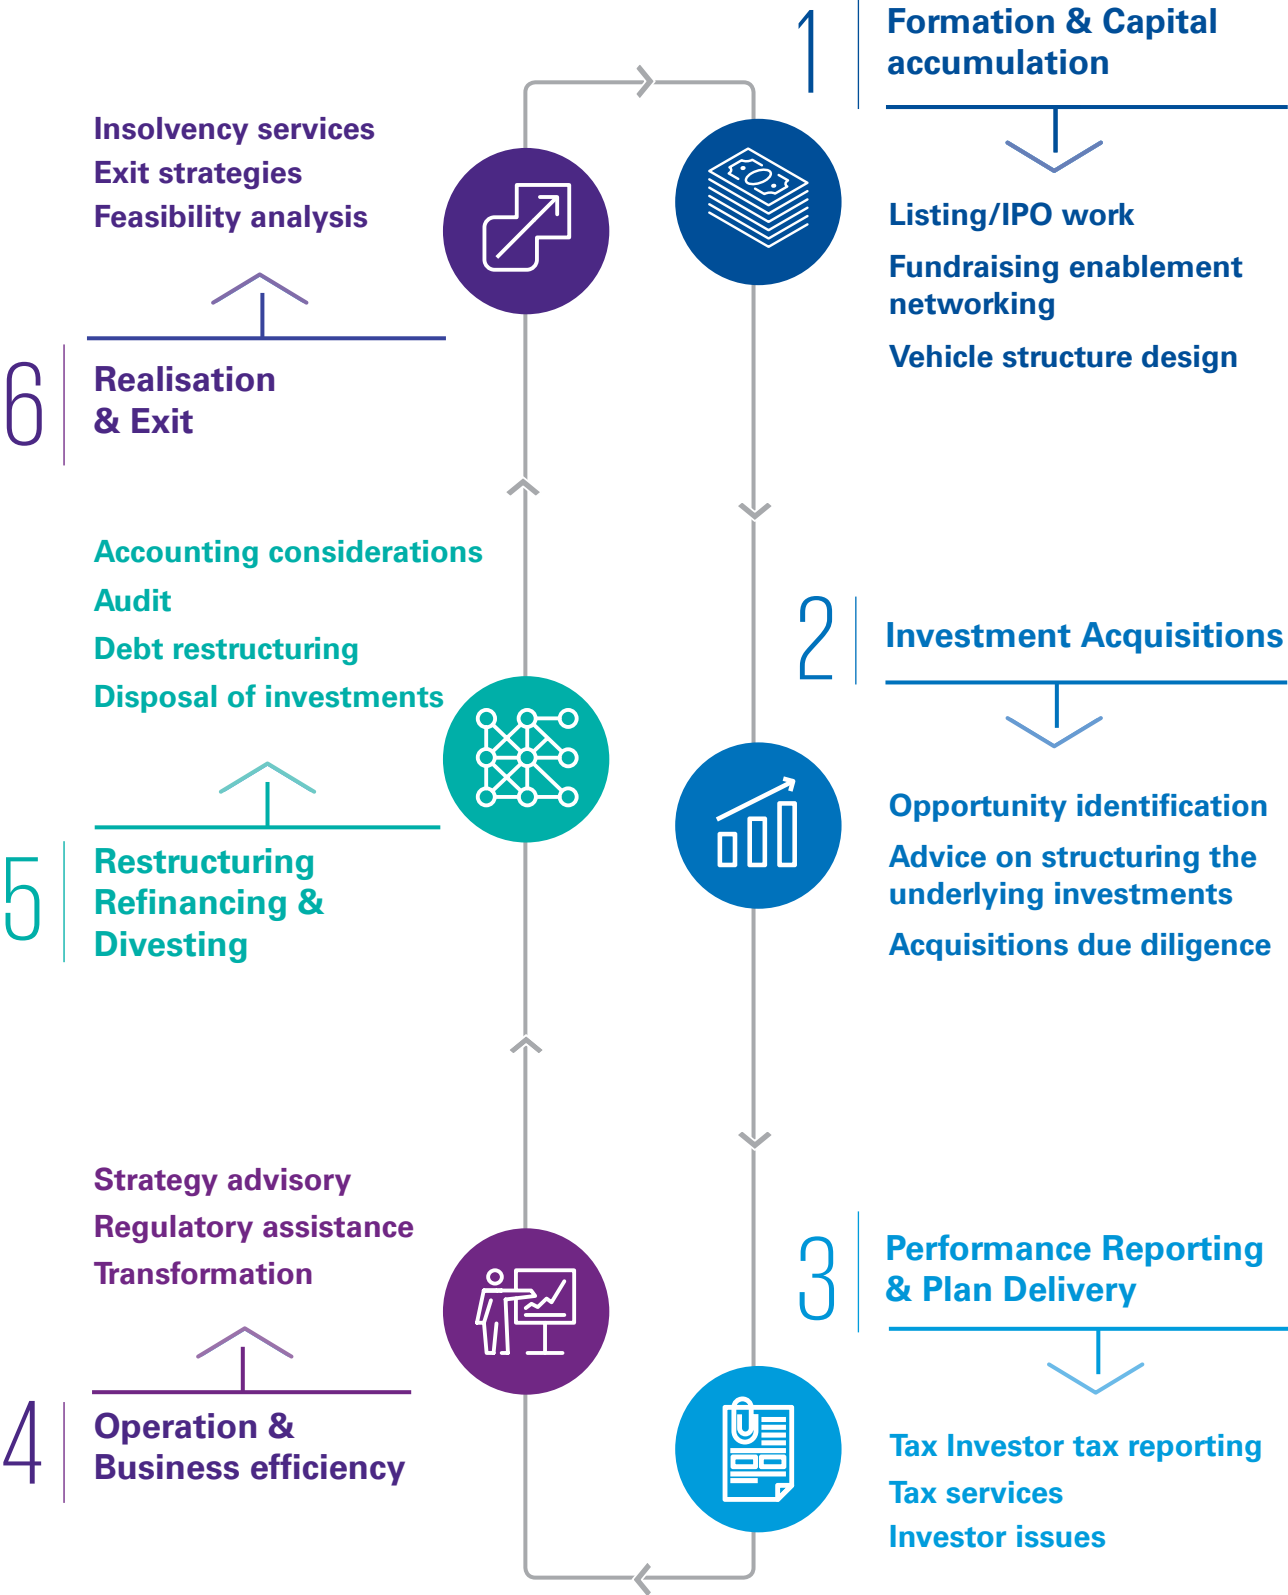 1
Formation & Capital
accumulation
Listing/IPO work
Fundraising enablement
networking
Vehicle structure design
2
Investment Acquisitions
Opportunity identification
Advice on structuring the
underlying investments
Acquisitions due diligence
3
Performance Reporting
& Plan Delivery
Tax Investor tax reporting
Tax services
Investor issues
Strategy advisory
Regulatory assistance
Transformation
4
Operation &
Business efficiency
Accounting considerations
Audit
Debt restructuring
Disposal of investments
5
Restructuring
Refinancing &
Divesting
Insolvency services
Exit strategies
Feasibility analysis
6
Realisation
& Exit